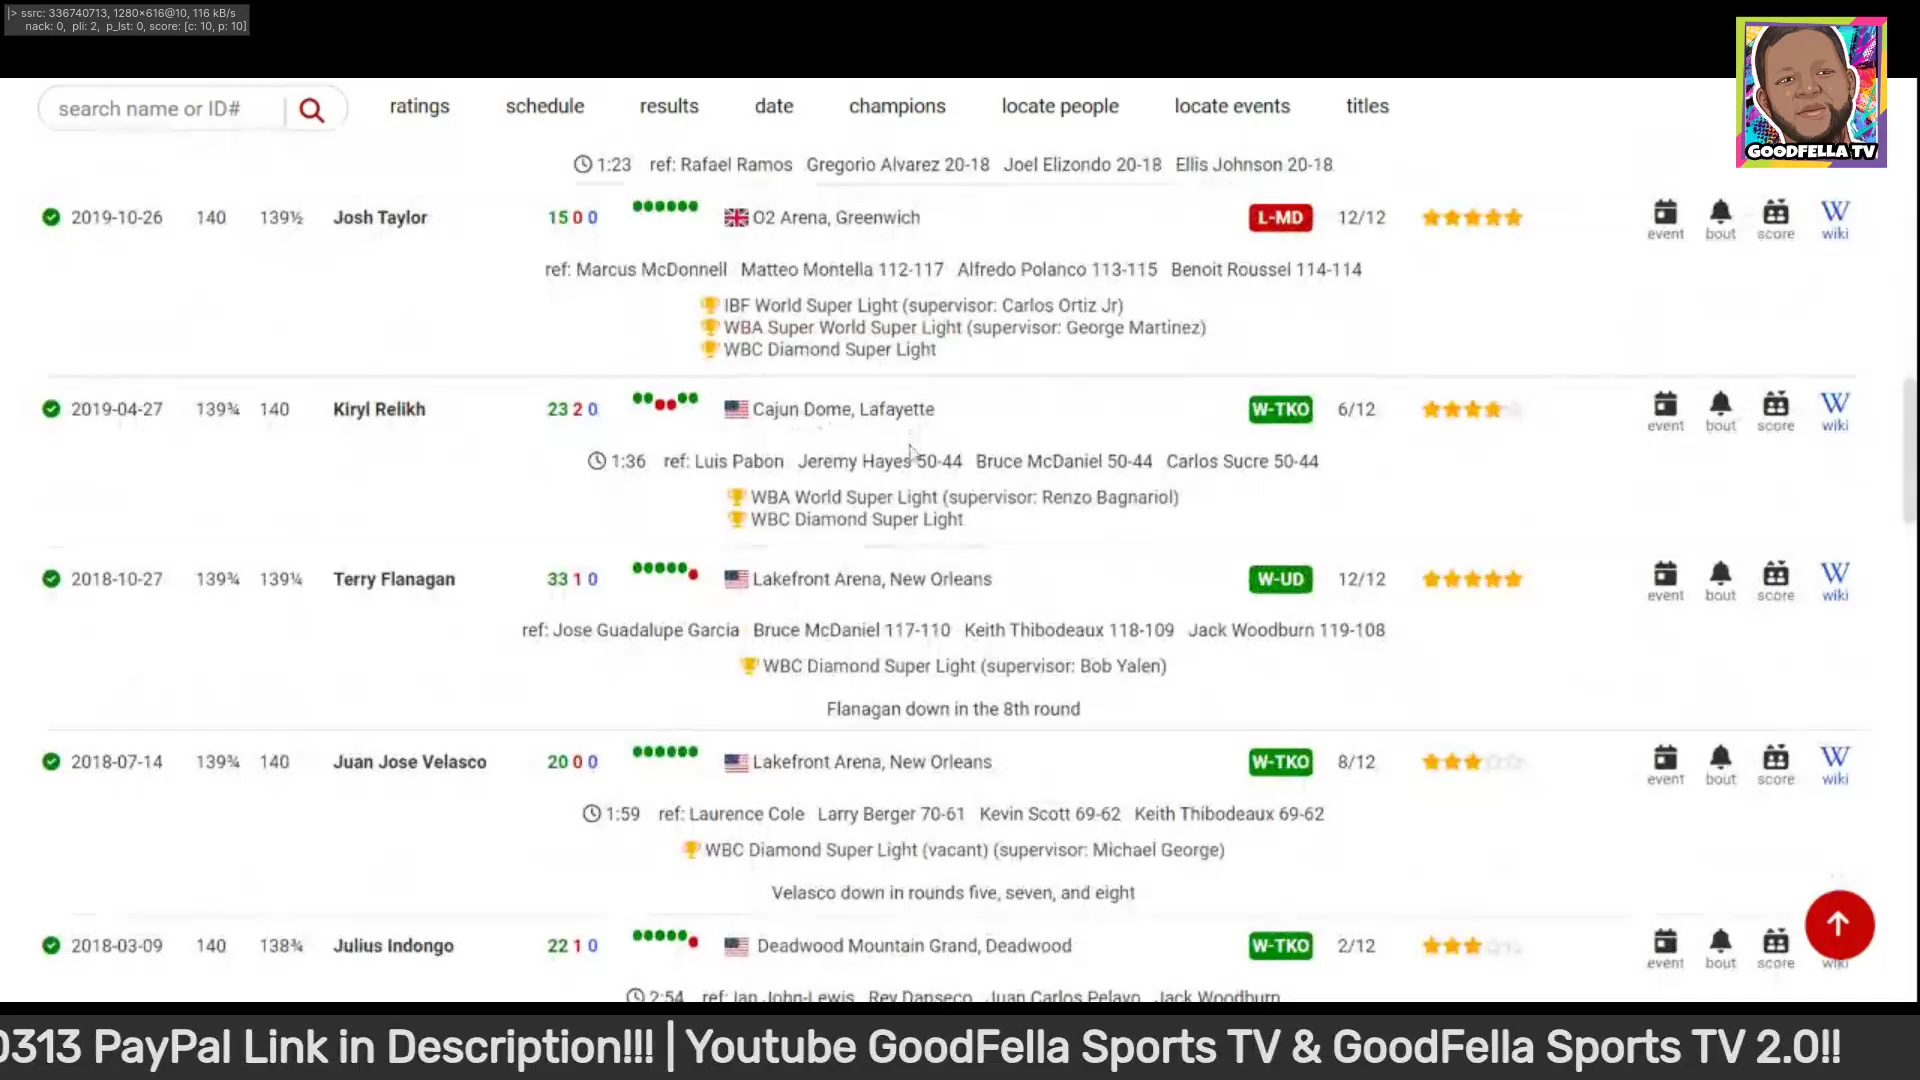 |> ssrc: 336740713, 1280×616@10, 116 kB/s
nack: 0, pli: 2, p_lst: 0, score: [c: 10, p: 10]
GOODFELLA TV
search name or ID# ratings schedule results date champions locate people locate events titles
1:23 ref: Rafael Ramos Gregorio Alvarez 20-18 Joel Elizondo 20-18 Ellis Johnson 20-18
2019-10-26 140 139½ Josh Taylor 15 0 0 O2 Arena, Greenwich L-MD 12/12 event bout score W wiki
ref: Marcus McDonnell Matteo Montella 112-117 Alfredo Polanco 113-115 Benoit Roussel 114-114
IBF World Super Light (supervisor: Carlos Ortiz Jr)
WBA Super World Super Light (supervisor: George Martinez)
WBC Diamond Super Light
2019-04-27 139¾ 140 Kiryl Relikh 23 2 0 Cajun Dome, Lafayette W-TKO 6/12 event bout score W wiki
1:36 ref: Luis Pabon Jeremy Hayes 50-44 Bruce McDaniel 50-44 Carlos Sucre 50-44
WBA World Super Light (supervisor: Renzo Bagnariol)
WBC Diamond Super Light
2018-10-27 139¾ 139¼ Terry Flanagan 33 1 0 Lakefront Arena, New Orleans W-UD 12/12 event bout score W wiki
ref: Jose Guadalupe Garcia Bruce McDaniel 117-110 Keith Thibodeaux 118-109 Jack Woodburn 119-108
WBC Diamond Super Light (supervisor: Bob Yalen)
Flanagan down in the 8th round
2018-07-14 139¾ 140 Juan Jose Velasco 20 0 0 Lakefront Arena, New Orleans W-TKO 8/12 event bout score W wiki
1:59 ref: Laurence Cole Larry Berger 70-61 Kevin Scott 69-62 Keith Thibodeaux 69-62
WBC Diamond Super Light (vacant) (supervisor: Michael George)
Velasco down in rounds five, seven, and eight
2018-03-09 140 138¾ Julius Indongo 22 1 0 Deadwood Mountain Grand, Deadwood W-TKO 2/12 event bout score wiki
2:54 ref: Ian John-Lewis Rey Danseco Juan Carlos Pelayo Jack Woodburn
0313 PayPal Link in Description!!! | Youtube GoodFella Sports TV & GoodFella Sports TV 2.0!!